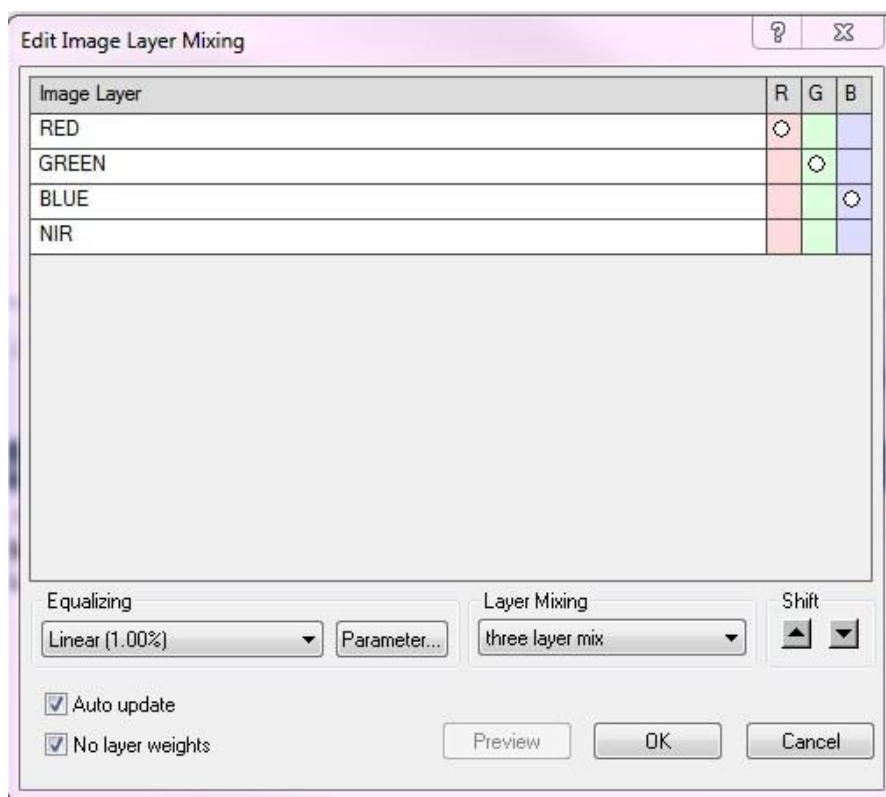 Edit Image Layer Mixing
Image Layer R G B
RED
GREEN
BLUE
NIR
Equalizing
Linear (1.00%) Parameter...
Layer Mixing
three layer mix
Shift
Auto update
No layer weights
Preview OK Cancel